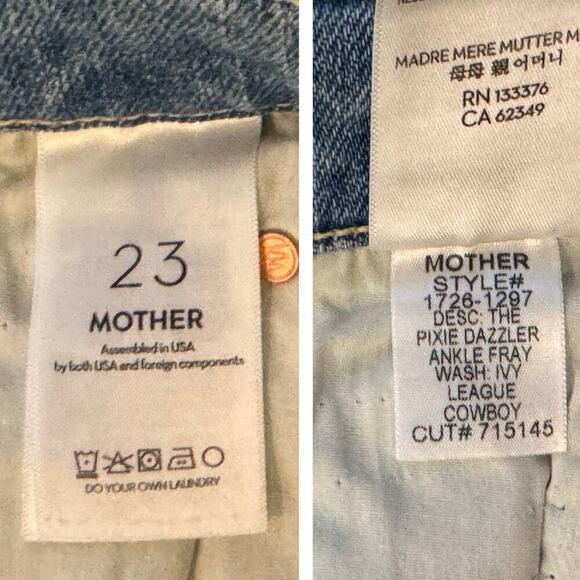 23
MOTHER
Assembled in USA
by both USA and foreign components
DO YOUR OWN LAUNDRY
MADRE MERE MUTTER M
母母 親 어머니
RN 133376
CA 62349
MOTHER
STYLE#
1726-1297
DESC: THE
PIXIE DAZZLER
ANKLE FRAY
WASH: IVY
LEAGUE
COWBOY
CUT# 715145